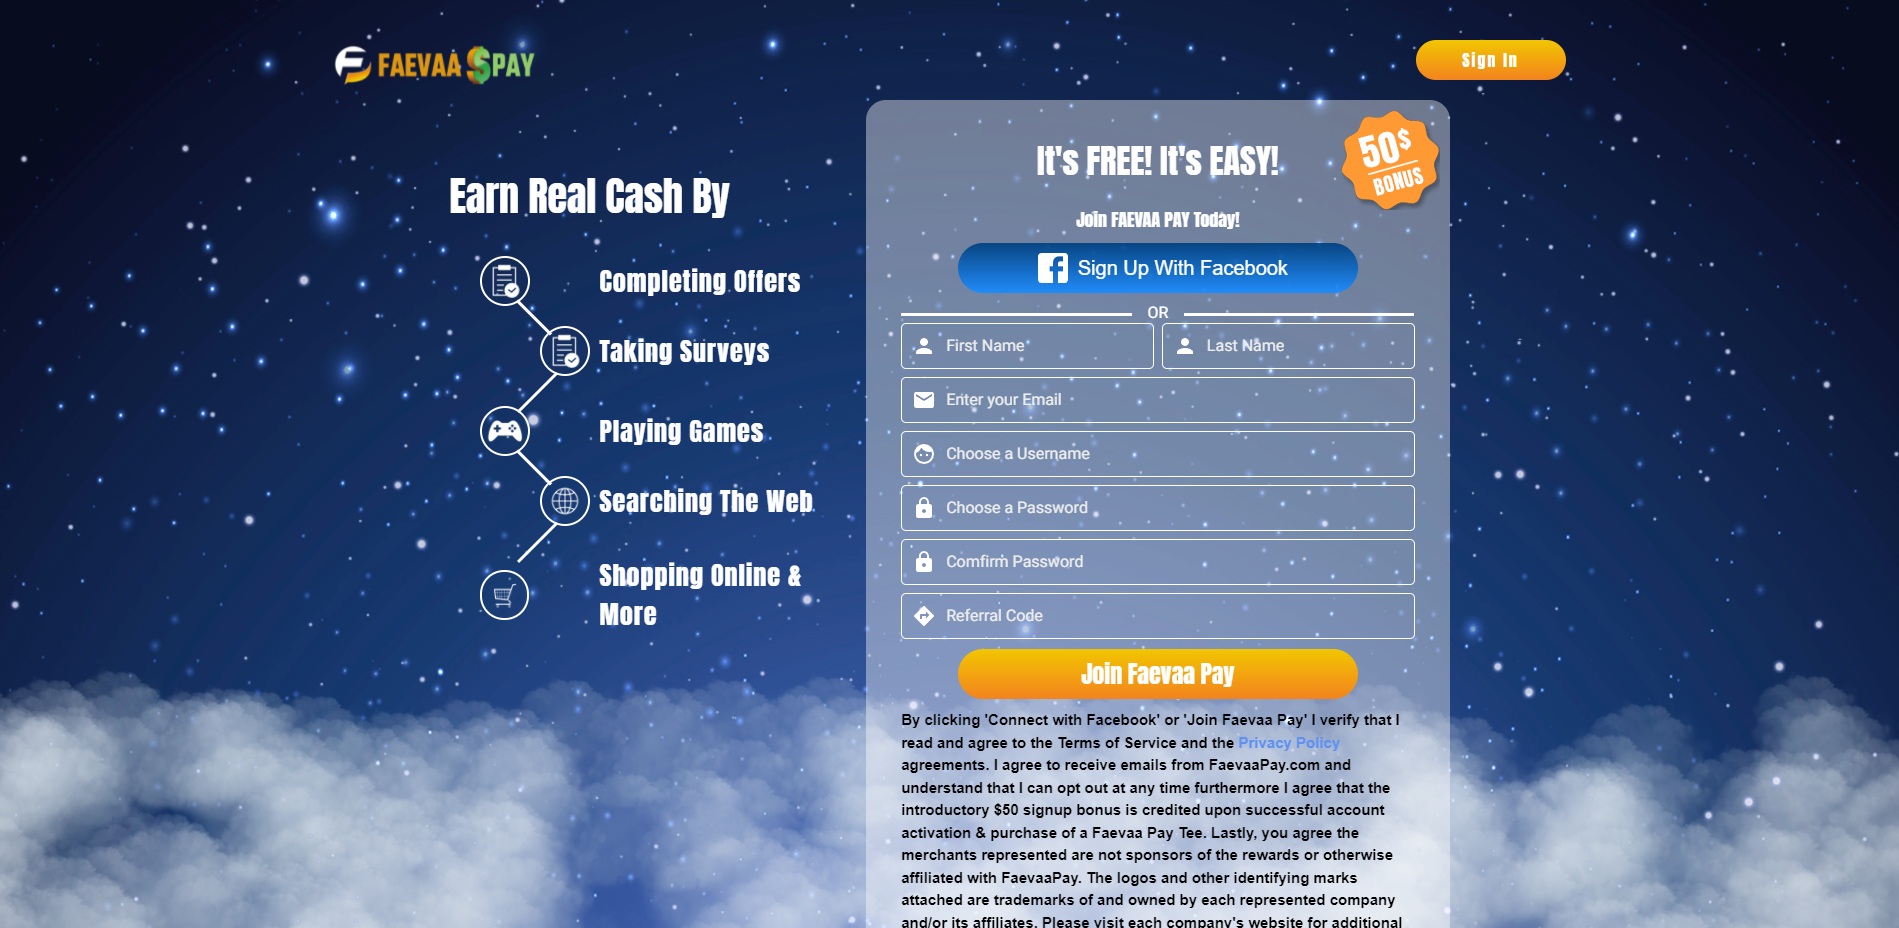 FAEVAA $PAY
Sign In
Earn Real Cash By
Completing Offers
Taking Surveys
Playing Games
Searching The Web
Shopping Online &
More
It's FREE! It's EASY!
50$
BONUS
Join FAEVAA PAY Today!
Sign Up With Facebook
OR
First Name
Last Name
Enter your Email
Choose a Username
Choose a Password
Comfirm Password
Referral Code
Join Faevaa Pay
By clicking 'Connect with Facebook' or 'Join Faevaa Pay' I verify that I
read and agree to the Terms of Service and the Privacy Policy
agreements. I agree to receive emails from FaevaaPay.com and
understand that I can opt out at any time furthermore I agree that the
introductory $50 signup bonus is credited upon successful account
activation & purchase of a Faevaa Pay Tee. Lastly, you agree the
merchants represented are not sponsors of the rewards or otherwise
affiliated with FaevaaPay. The logos and other identifying marks
attached are trademarks of and owned by each represented company
and/or its affiliates. Please visit each company's website for additional